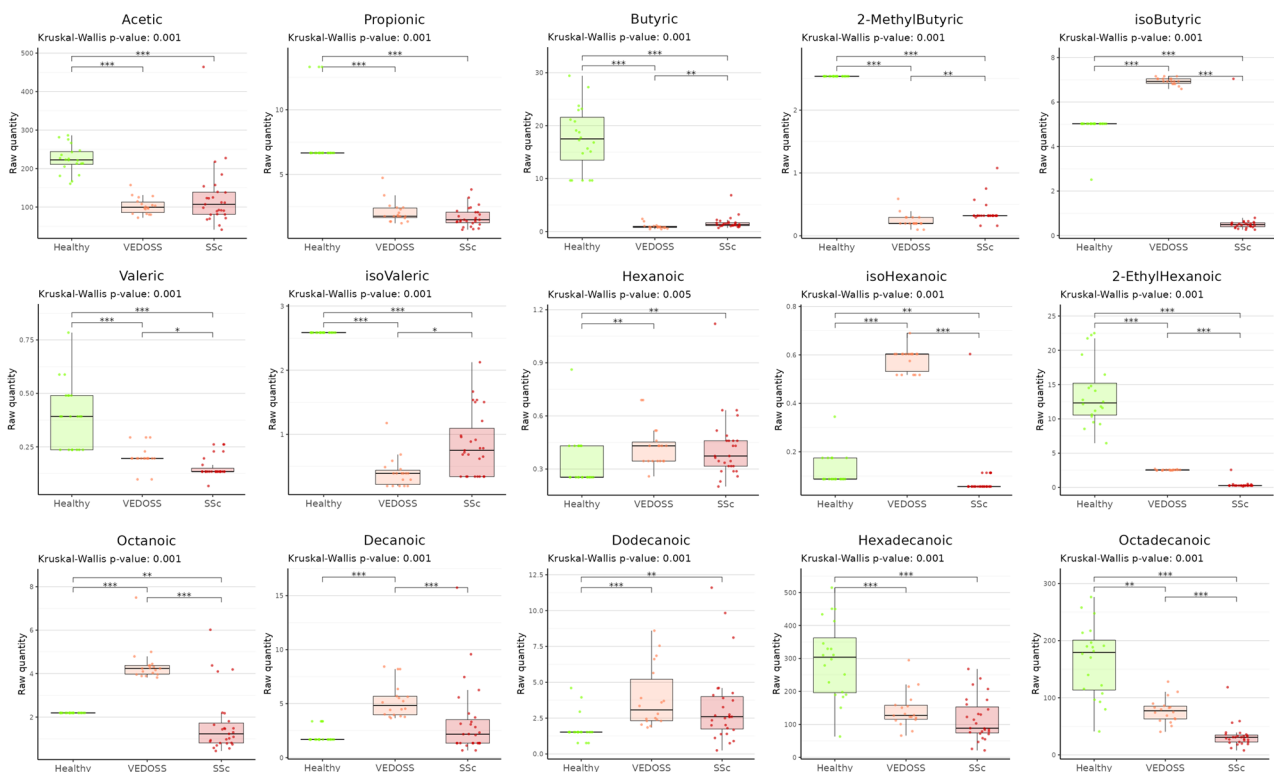 Acetic
Kruskal-Wallis p-value: 0.001
Raw quantity
500
400
300
200
100
***
***
Healthy VEDOSS SSc
Propionic
Kruskal-Wallis p-value: 0.001
Raw quantity
10
5
***
***
Healthy VEDOSS SSc
Butyric
Kruskal-Wallis p-value: 0.001
Raw quantity
30
20
10
0
***
***
**
Healthy VEDOSS SSc
2-MethylButyric
Kruskal-Wallis p-value: 0.001
Raw quantity
2
1
0
***
***
**
Healthy VEDOSS SSc
isoButyric
Kruskal-Wallis p-value: 0.001
Raw quantity
8
6
4
2
0
***
***
***
Healthy VEDOSS SSc
Valeric
Kruskal-Wallis p-value: 0.001
Raw quantity
0.75
0.50
0.25
***
***
*
Healthy VEDOSS SSc
isoValeric
Kruskal-Wallis p-value: 0.001
Raw quantity
3
2
1
***
***
*
Healthy VEDOSS SSc
Hexanoic
Kruskal-Wallis p-value: 0.005
Raw quantity
1.2
0.9
0.6
0.3
**
**
Healthy VEDOSS SSc
isoHexanoic
Kruskal-Wallis p-value: 0.001
Raw quantity
0.8
0.6
0.4
0.2
**
***
***
Healthy VEDOSS SSc
2-EthylHexanoic
Kruskal-Wallis p-value: 0.001
Raw quantity
25
20
15
10
5
0
***
***
***
Healthy VEDOSS SSc
Octanoic
Kruskal-Wallis p-value: 0.001
Raw quantity
8
6
4
2
**
***
***
Healthy VEDOSS SSc
Decanoic
Kruskal-Wallis p-value: 0.001
Raw quantity
15
10
5
0
***
***
Healthy VEDOSS SSc
Dodecanoic
Kruskal-Wallis p-value: 0.001
Raw quantity
12.5
10.0
7.5
5.0
2.5
0.0
**
***
Healthy VEDOSS SSc
Hexadecanoic
Kruskal-Wallis p-value: 0.001
Raw quantity
500
400
300
200
100
0
***
***
Healthy VEDOSS SSc
Octadecanoic
Kruskal-Wallis p-value: 0.001
Raw quantity
300
200
100
0
***
**
***
Healthy VEDOSS SSc